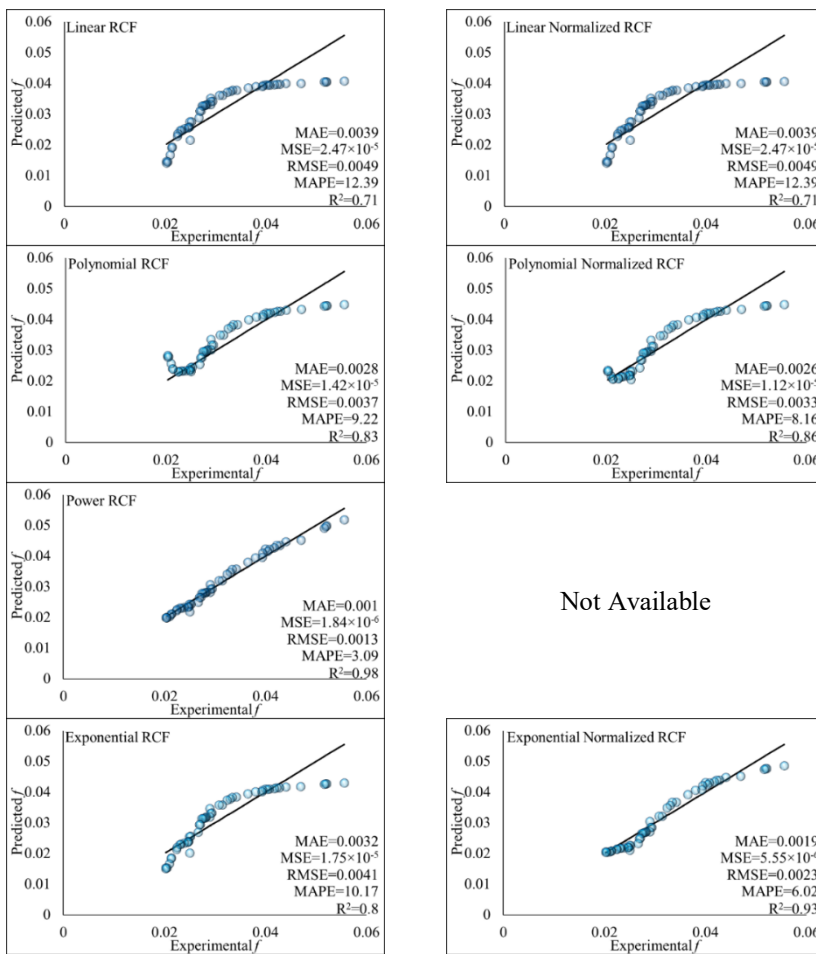 0.06
Linear RCF
0.05
0.04
0.03
0.02
0.01
0
Predicted f
MAE=0.0039
MSE=2.47×10⁻⁵
RMSE=0.0049
MAPE=12.39
R²=0.71
0
0.02
0.04
0.06
Experimental f
0.06
Linear Normalized RCF
0.05
0.04
0.03
0.02
0.01
0
Predicted f
MAE=0.0039
MSE=2.47×10⁻
RMSE=0.0049
MAPE=12.39
R²=0.71
0
0.02
0.04
0.06
Experimental f
0.06
Polynomial RCF
0.05
0.04
0.03
0.02
0.01
0
Predicted f
MAE=0.0028
MSE=1.42×10⁻⁵
RMSE=0.0037
MAPE=9.22
R²=0.83
0
0.02
0.04
0.06
Experimental f
0.06
Polynomial Normalized RCF
0.05
0.04
0.03
0.02
0.01
0
Predicted f
MAE=0.0026
MSE=1.12×10⁻
RMSE=0.0033
MAPE=8.16
R²=0.86
0
0.02
0.04
0.06
Experimental f
0.06
Power RCF
0.05
0.04
0.03
0.02
0.01
0
Predicted f
MAE=0.001
MSE=1.84×10⁻⁶
RMSE=0.0013
MAPE=3.09
R²=0.98
0
0.02
0.04
0.06
Experimental f
Not Available
0.06
Exponential RCF
0.05
0.04
0.03
0.02
0.01
0
Predicted f
MAE=0.0032
MSE=1.75×10⁻⁵
RMSE=0.0041
MAPE=10.17
R²=0.8
0
0.02
0.04
0.06
Experimental f
0.06
Exponential Normalized RCF
0.05
0.04
0.03
0.02
0.01
0
Predicted f
MAE=0.0019
MSE=5.55×10⁻
RMSE=0.0023
MAPE=6.02
R²=0.93
0
0.02
0.04
0.06
Experimental f